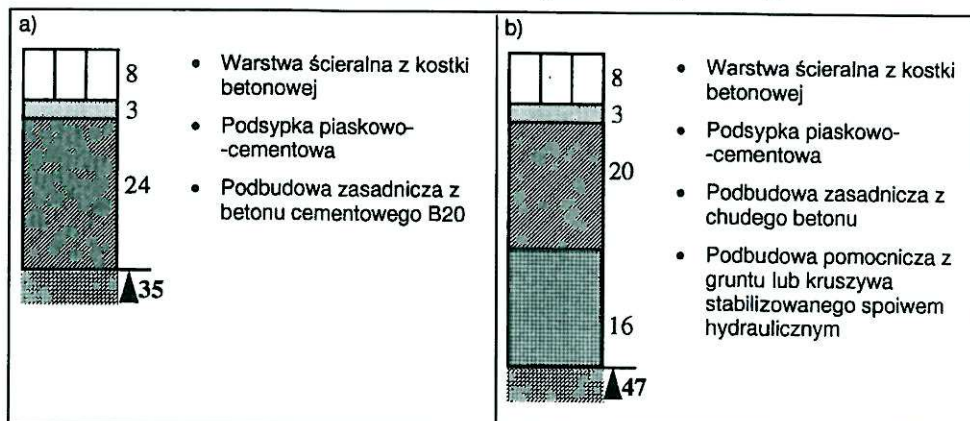 a)
8
3
24
35
• Warstwa ścieralna z kostki
betonowej
• Podsypka piaskowo-
-cementowa
• Podbudowa zasadnicza z
betonu cementowego B20
b)
8
3
20
16
47
• Warstwa ścieralna z kostki
betonowej
• Podsypka piaskowo-
-cementowa
• Podbudowa zasadnicza z
chudego betonu
• Podbudowa pomocnicza z
gruntu lub kruszywa
stabilizowanego spoiwem
hydraulicznym